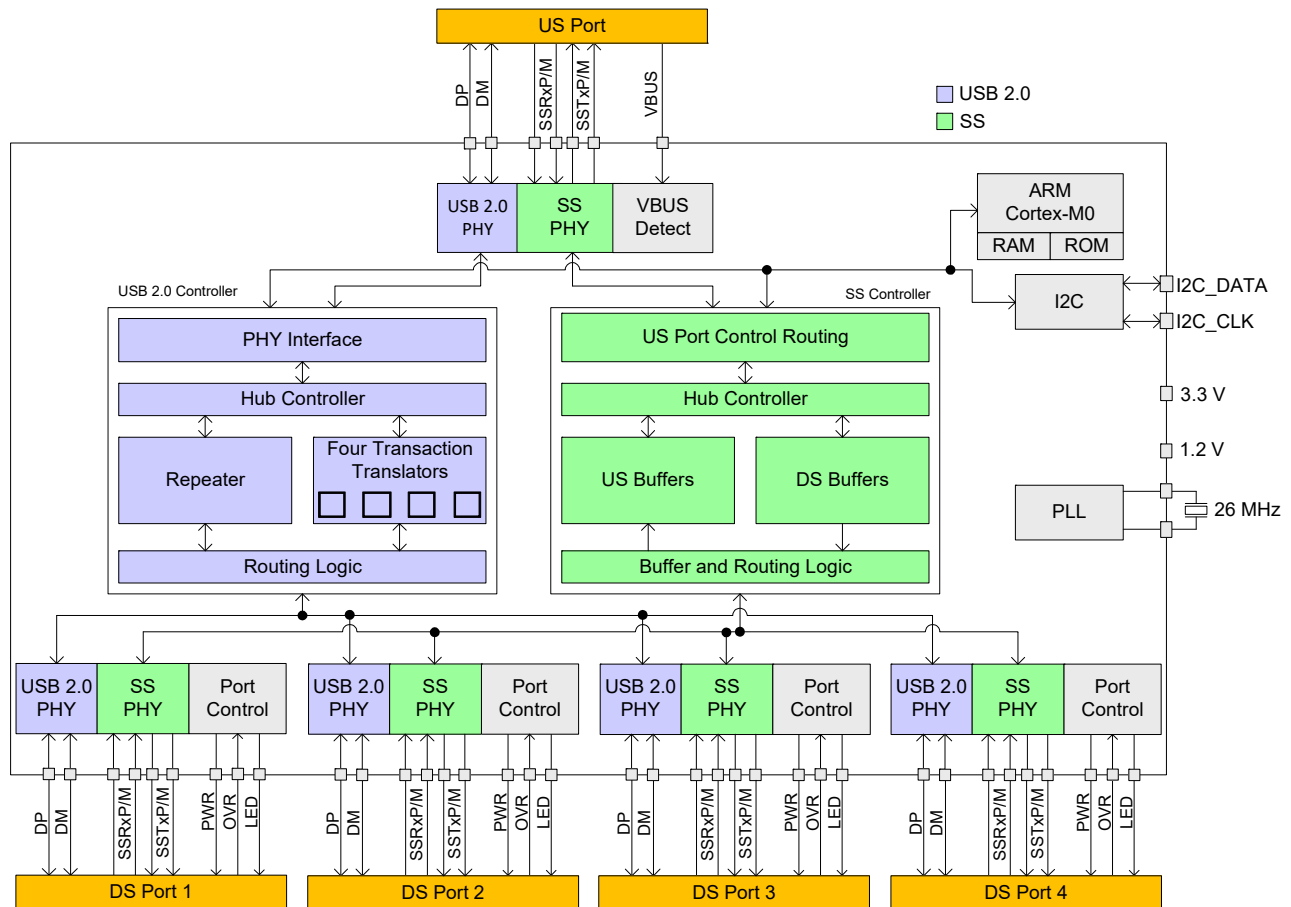 US Port
DP
DM
SSRxP/M
SSTxP/M
VBUS
USB 2.0
SS
USB 2.0
PHY
SS
PHY
VBUS
Detect
ARM
Cortex-M0
RAM
ROM
I2C
I2C_DATA
I2C_CLK
3.3 V
1.2 V
PLL
26 MHz
USB 2.0 Controller
PHY Interface
Hub Controller
Repeater
Four Transaction
Translators
Routing Logic
SS Controller
US Port Control Routing
Hub Controller
US Buffers
DS Buffers
Buffer and Routing Logic
USB 2.0
PHY
SS
PHY
Port
Control
USB 2.0
PHY
SS
PHY
Port
Control
USB 2.0
PHY
SS
PHY
Port
Control
USB 2.0
PHY
SS
PHY
Port
Control
DP
DM
SSRxP/M
SSTxP/M
PWR
OVR
LED
DP
DM
SSRxP/M
SSTxP/M
PWR
OVR
LED
DP
DM
SSRxP/M
SSTxP/M
PWR
OVR
LED
DP
DM
SSRxP/M
SSTxP/M
PWR
OVR
LED
DS Port 1
DS Port 2
DS Port 3
DS Port 4